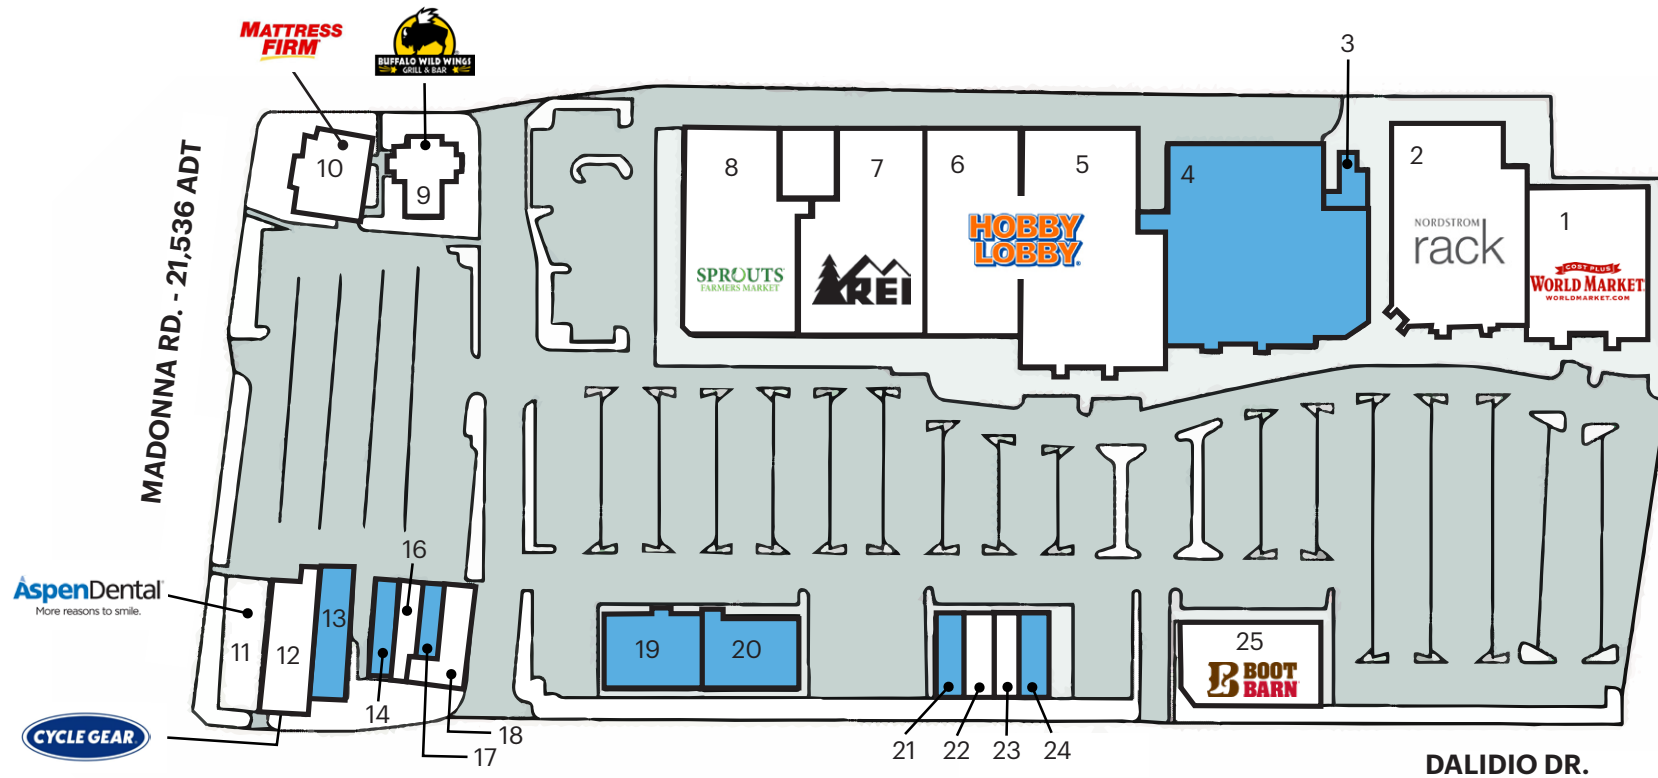 MATTRESS
FIRM
BUFFALO WILD WINGS
GRILL & BAR
3
10
9
8
7
6
5
4
2
1
MADONNA RD. - 21,536 ADT
SPROUTS
FARMERS MARKET
REI
HOBBY
LOBBY
NORDSTROM
rack
COST PLUS
WORLD MARKET
WORLDMARKET.COM
AspenDental
More reasons to smile.
16
11
12
13
14
17
18
19
20
21
22
23
24
25
BOOT
BARN
CYCLE GEAR
DALIDIO DR.